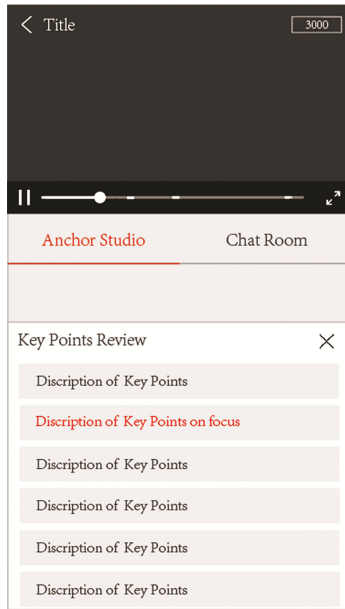 Title
3000
Anchor Studio
Chat Room
Key Points Review
Discription of Key Points
Discription of Key Points on focus
Discription of Key Points
Discription of Key Points
Discription of Key Points
Discription of Key Points